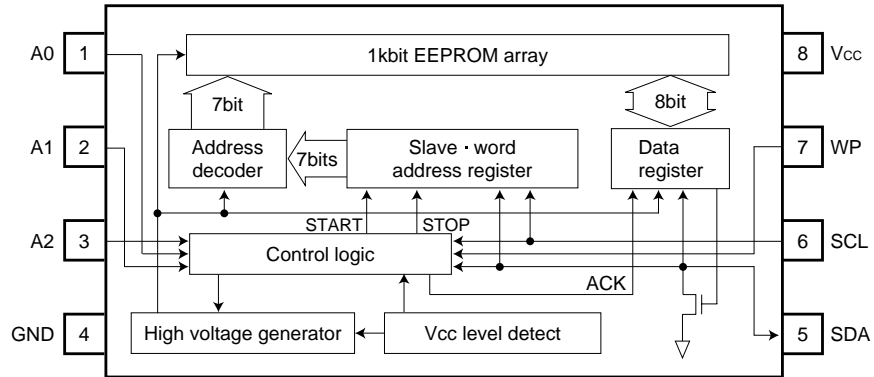 1kbit EEPROM array
A0 1
8 Vcc
7bit
8bit
A1 2
Address
decoder
7bits
Slave · word
address register
Data
register
7 WP
START
STOP
A2 3
Control logic
6 SCL
ACK
GND 4
High voltage generator
Vcc level detect
5 SDA